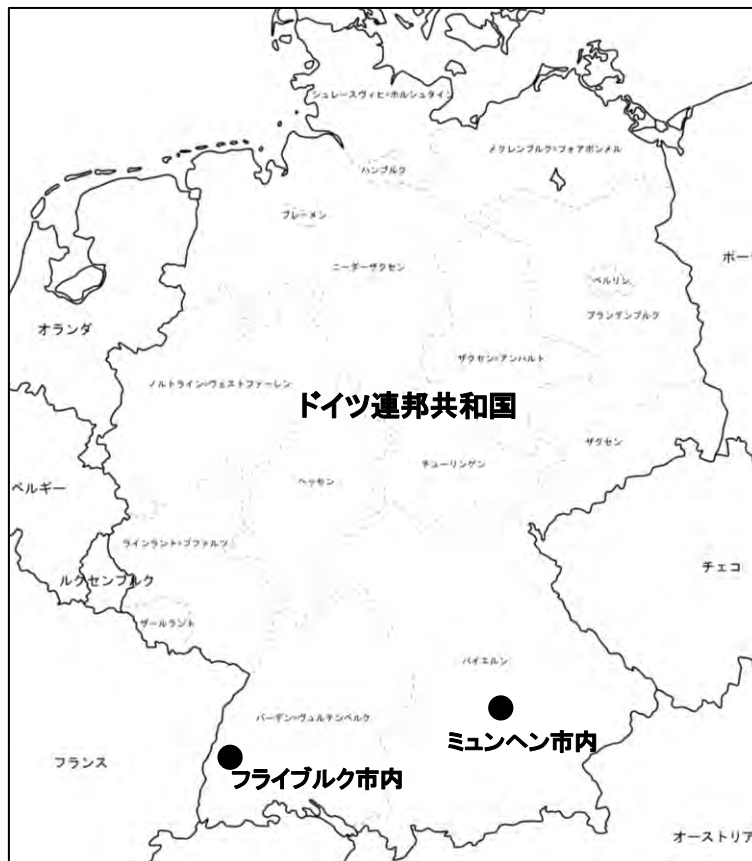 シュレースヴィヒ=ホルシュタイン
メクレンブルク=フォアポンメル
ハンブルク
ブレーメン
ニーダーザクセン
ポー
ベルリン
ブランデンブルク
オランダ
ザクセン=アンハルト
ノルトライン=ヴェストファーレン
ドイツ連邦共和国
ザクセン
チューリンゲン
ヘッセン
ベルギー
ラインラント=プファルツ
チェコ
ルクセンブルク
ザールラント
バイエルン
バーデン=ヴュルテンベルク
ミュンヘン市内
フランス
フライブルク市内
オーストリア